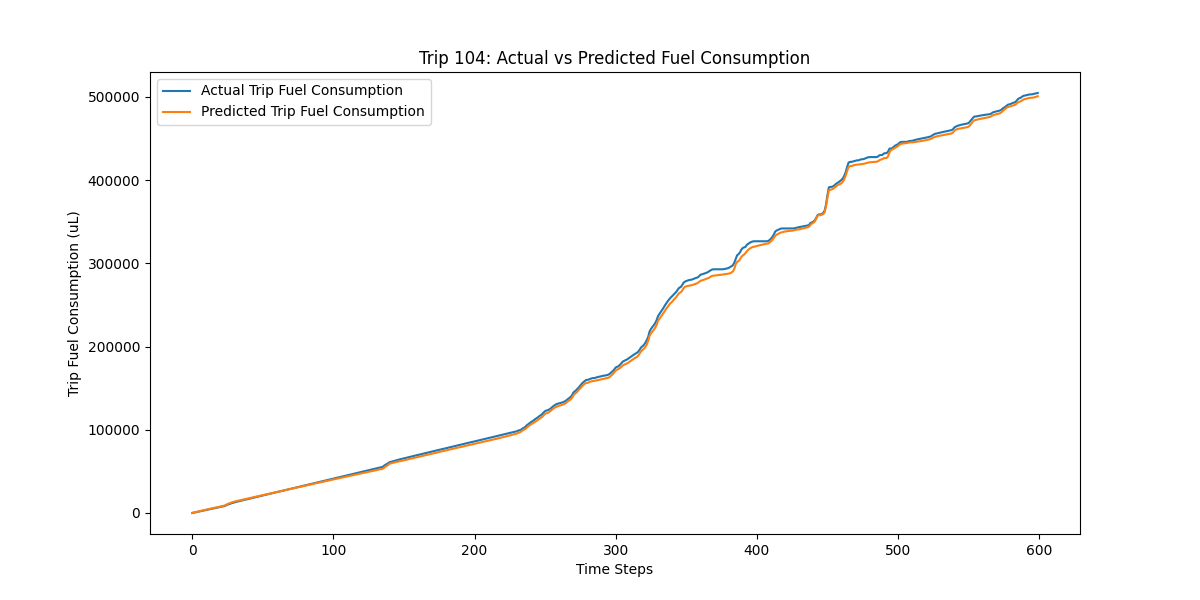 Trip 104: Actual vs Predicted Fuel Consumption
Actual Trip Fuel Consumption
Predicted Trip Fuel Consumption
Trip Fuel Consumption (uL)
500000
400000
300000
200000
100000
0
0 100 200 300 400 500 600
Time Steps